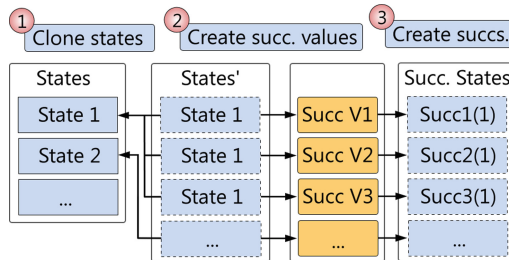 1 Clone states
2 Create succ. values
3 Create succs.
States States' Succ. States
State 1 State 1 Succ V1 Succ1(1)
State 2 State 1 Succ V2 Succ2(1)
... State 1 Succ V3 Succ3(1)
... ... ...